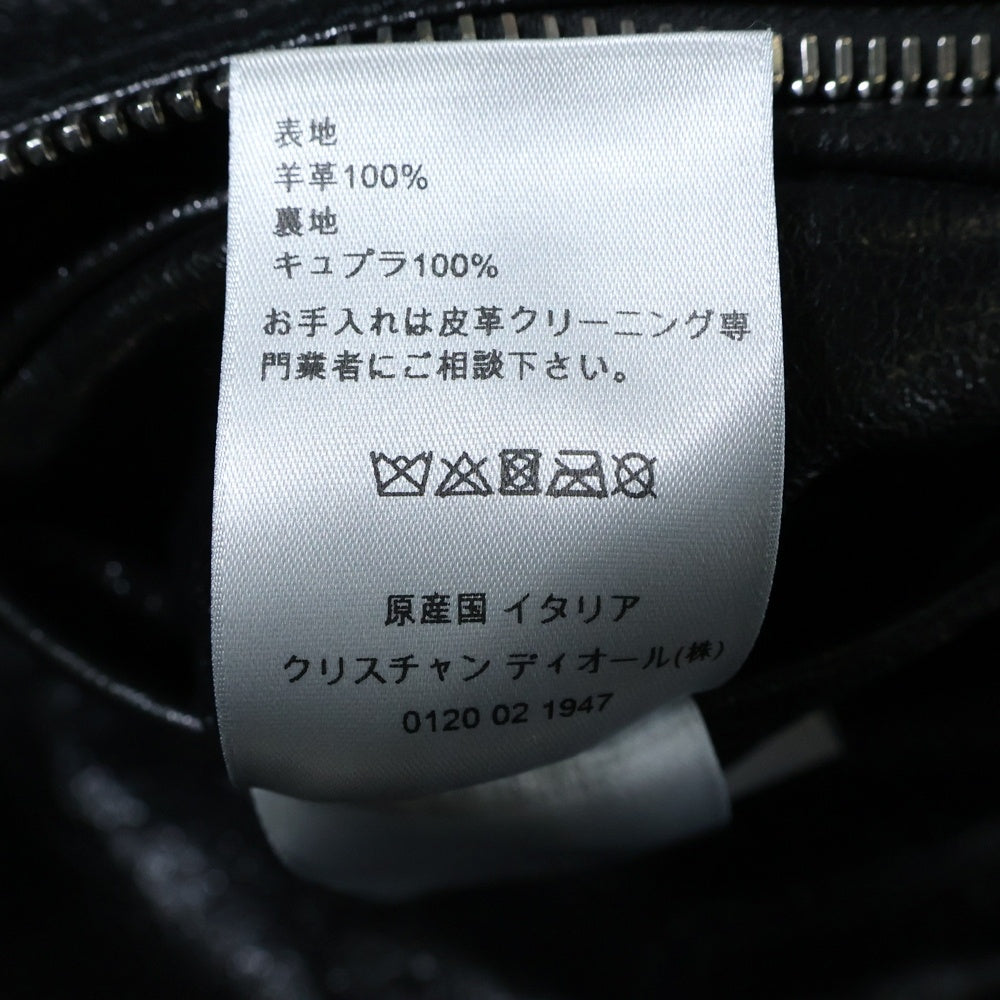 表地
羊革100%
裏地
キュプラ100%
お手入れは皮革クリーニング専
門業者にご相談下さい。
原産国 イタリア
クリスチャン ディオール(株)
0120 02 1947